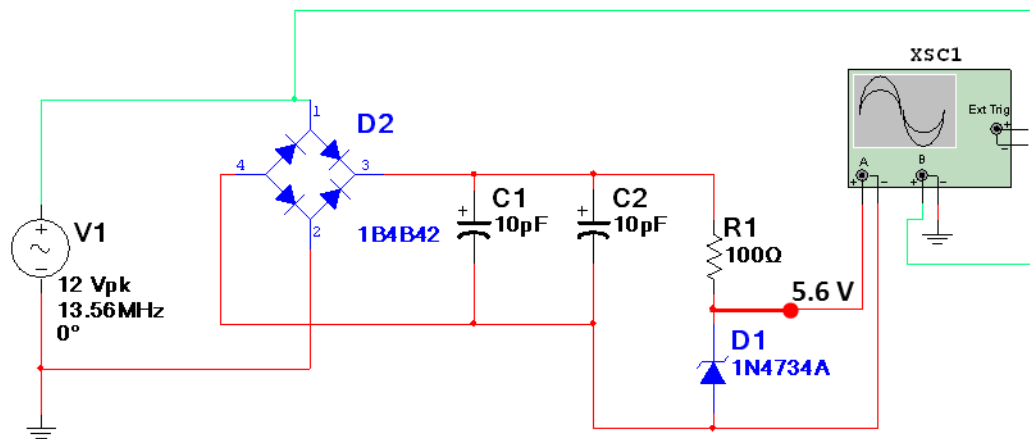 XSC1
Ext Trig
+
−
A
B
+
−
+
−
1
D2
4
3
2
1B4B42
+
C1
10pF
+
C2
10pF
R1
100Ω
5.6 V
D1
1N4734A
+
−
V1
12 Vpk
13.56MHz
0°